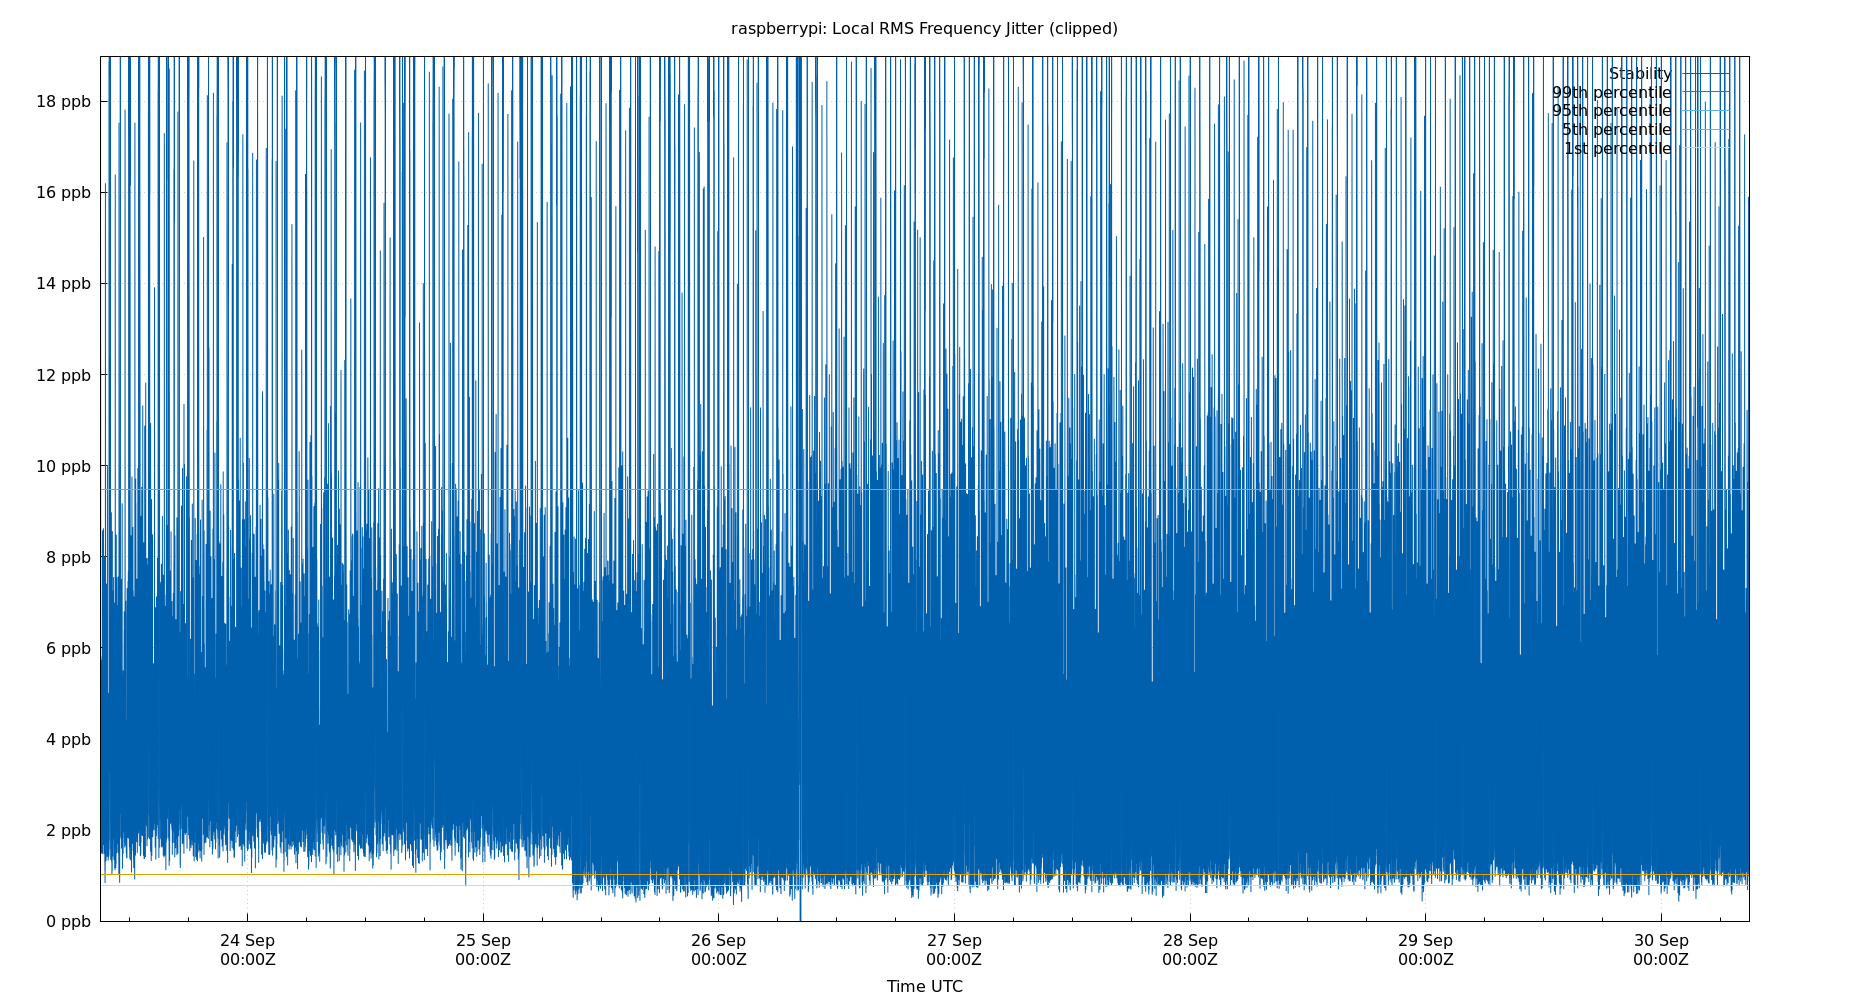 raspberrypi: Local RMS Frequency Jitter (clipped)
Stability
99th percentile
95th percentile
5th percentile
1st percentile
18 ppb
16 ppb
14 ppb
12 ppb
10 ppb
8 ppb
6 ppb
4 ppb
2 ppb
0 ppb
24 Sep 25 Sep 26 Sep 27 Sep 28 Sep 29 Sep 30 Sep
00:00Z 00:00Z 00:00Z 00:00Z 00:00Z 00:00Z 00:00Z
Time UTC